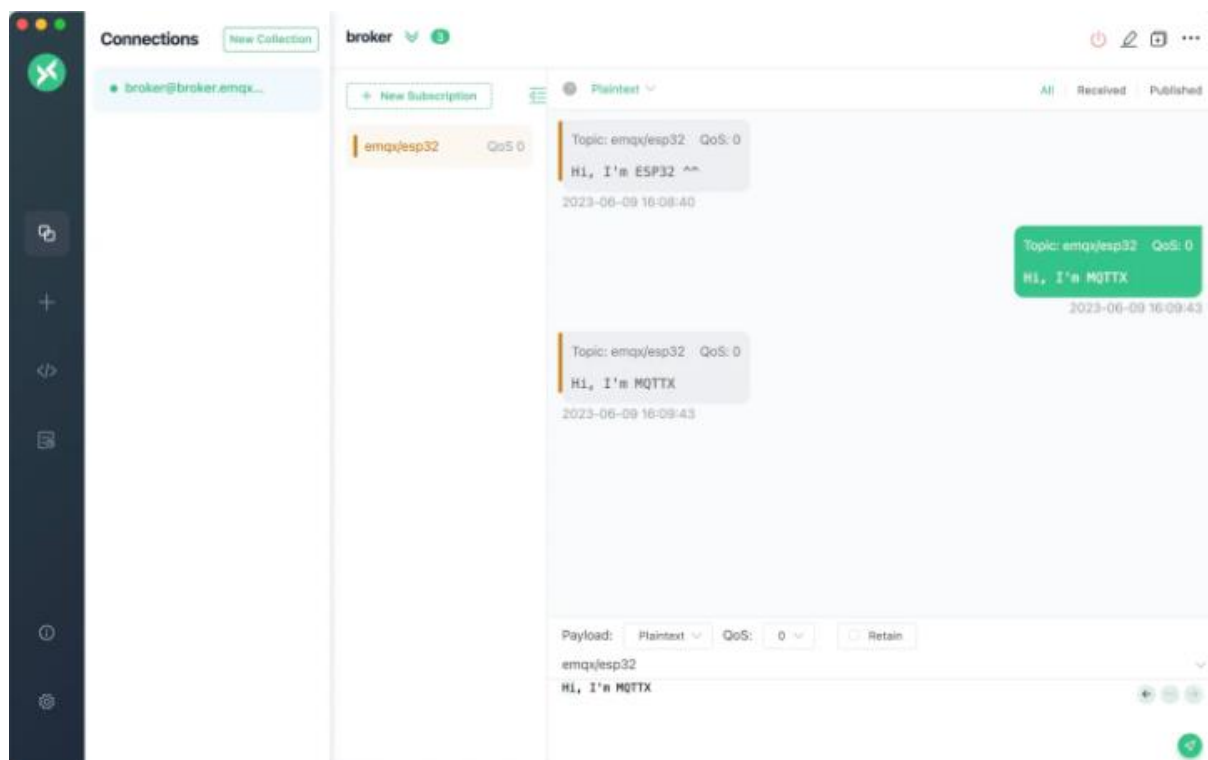 Connections
New Collection
broker
3
broker@broker.emqx...
+ New Subscription
Plaintext
All
Received
Published
emqx/esp32
QoS 0
Topic: emqx/esp32 QoS: 0
Hi, I'm ESP32 ^^
2023-06-09 16:08:40
Topic: emqx/esp32 QoS: 0
Hi, I'm MQTTX
2023-06-09 16:09:43
Topic: emqx/esp32 QoS: 0
Hi, I'm MQTTX
2023-06-09 16:09:43
Payload: Plaintext QoS: 0 Retain
emqx/esp32
Hi, I'm MQTTX